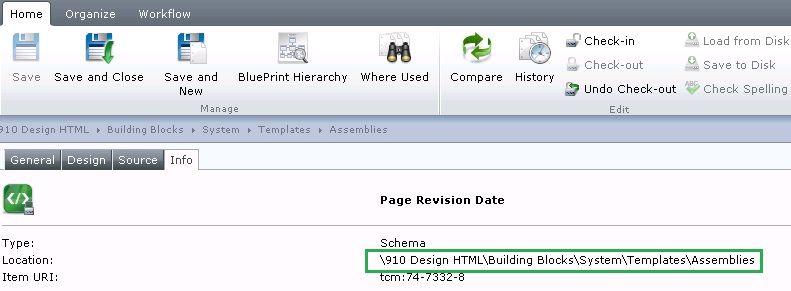 Home Organize Workflow
Save Save and Close Save and New BluePrint Hierarchy Where Used Compare History Check-in Load from Disk
Check-out Save to Disk
Undo Check-out Check Spelling
Manage Edit
910 Design HTML Building Blocks System Templates Assemblies
General Design Source Info
Page Revision Date
Type: Schema
Location: \910 Design HTML\Building Blocks\System\Templates\Assemblies
Item URI: tcm:74-7332-8